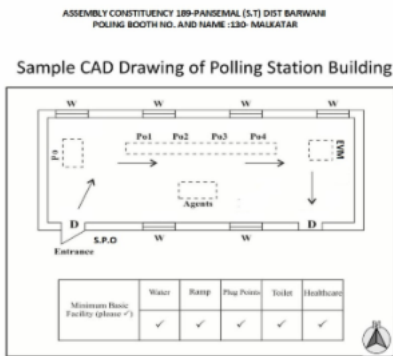 ASSEMBLY CONSTITUENCY 189-PANSEMAL (S.T) DIST BARWANI
POLING BOOTH NO. AND NAME :130- MALKATAR
Sample CAD Drawing of Polling Station Building
W W W W
Po1 Po2 Po3 Po4
Po
EVM
Agents
D D
S.P.O
Entrance
W W
Minimum Basic Facility (please ✓) Water Ramp Plug Points Toilet Healthcare
✓ ✓ ✓ ✓ ✓